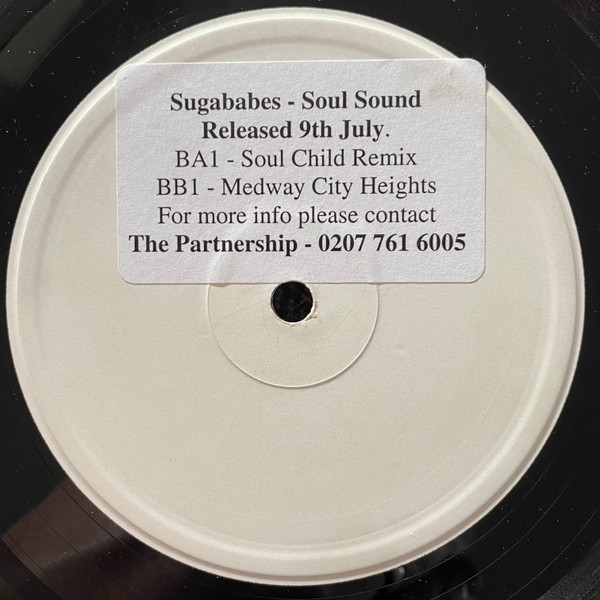 Sugababes - Soul Sound
Released 9th July.
BA1 - Soul Child Remix
BB1 - Medway City Heights
For more info please contact
The Partnership - 0207 761 6005